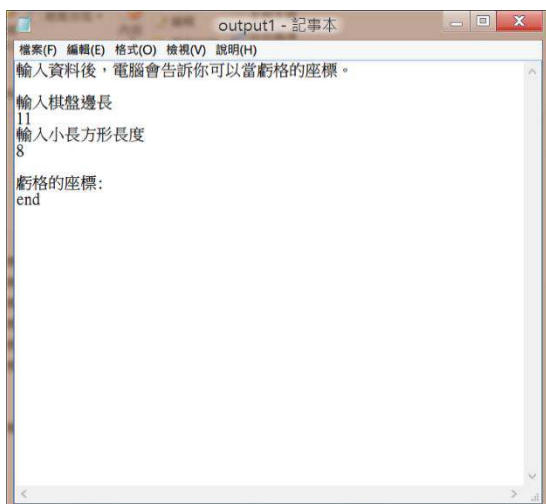 output1 - 記事本
檔案(F) 編輯(E) 格式(O) 檢視(V) 說明(H)
輸入資料後，電腦會告訴你可以當虧格的座標。
輸入棋盤邊長
11
輸入小長方形長度
8
虧格的座標:
end